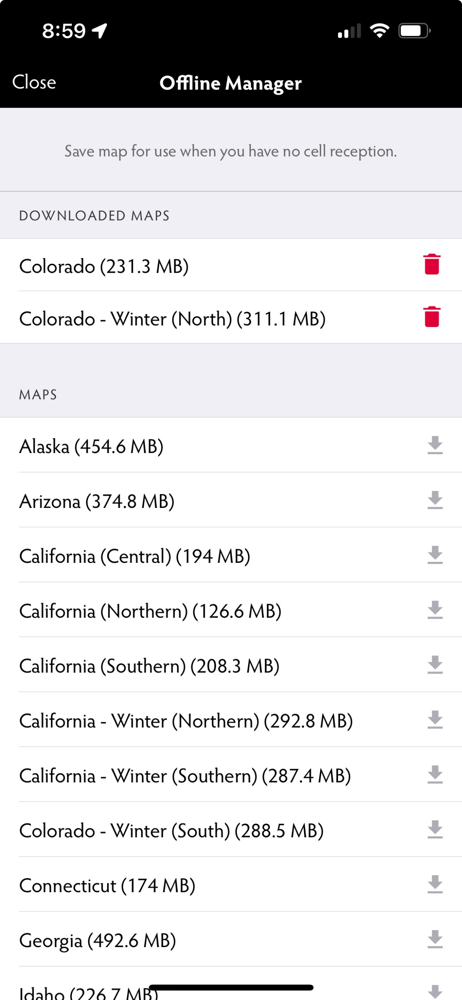 8:59
Close
Offline Manager
Save map for use when you have no cell reception.
DOWNLOADED MAPS
Colorado (231.3 MB)
Colorado - Winter (North) (311.1 MB)
MAPS
Alaska (454.6 MB)
Arizona (374.8 MB)
California (Central) (194 MB)
California (Northern) (126.6 MB)
California (Southern) (208.3 MB)
California - Winter (Northern) (292.8 MB)
California - Winter (Southern) (287.4 MB)
Colorado - Winter (South) (288.5 MB)
Connecticut (174 MB)
Georgia (492.6 MB)
Idaho (226.7 MB)